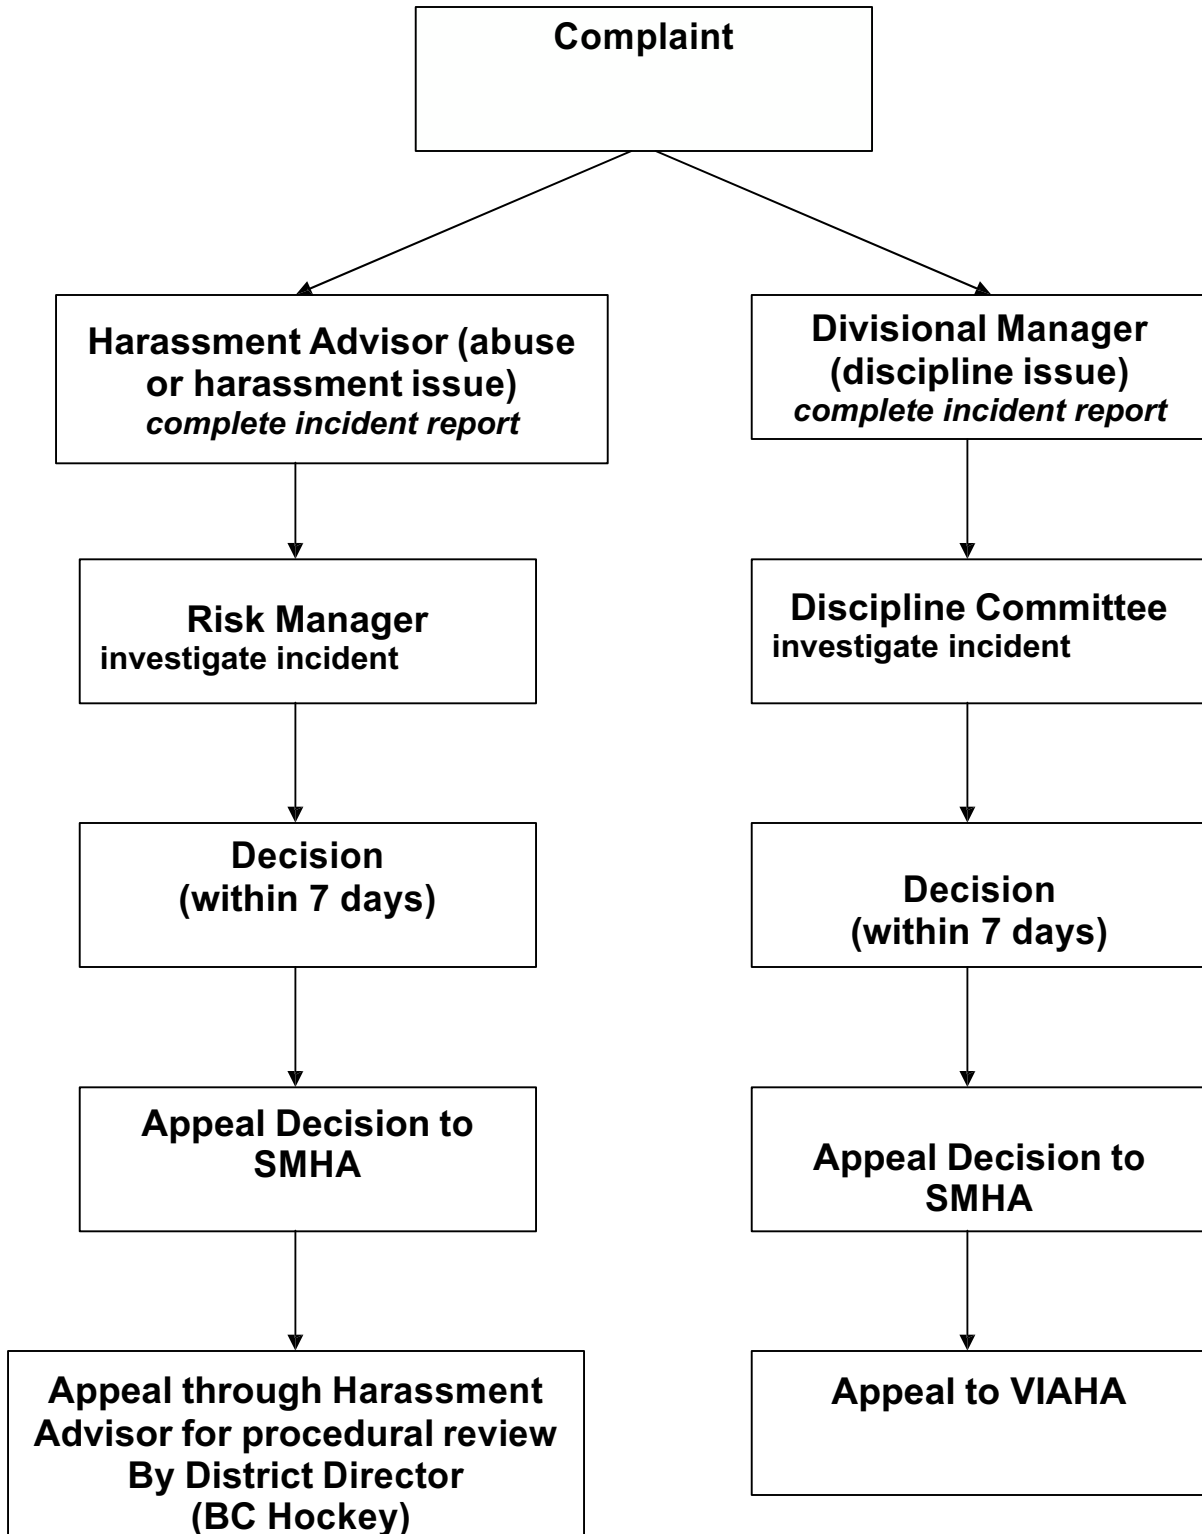 Complaint
Harassment Advisor (abuse
or harassment issue)
complete incident report
Divisional Manager
(discipline issue)
complete incident report
Risk Manager
investigate incident
Discipline Committee
investigate incident
Decision
(within 7 days)
Decision
(within 7 days)
Appeal Decision to
SMHA
Appeal Decision to
SMHA
Appeal through Harassment
Advisor for procedural review
By District Director
(BC Hockey)
Appeal to VIAHA